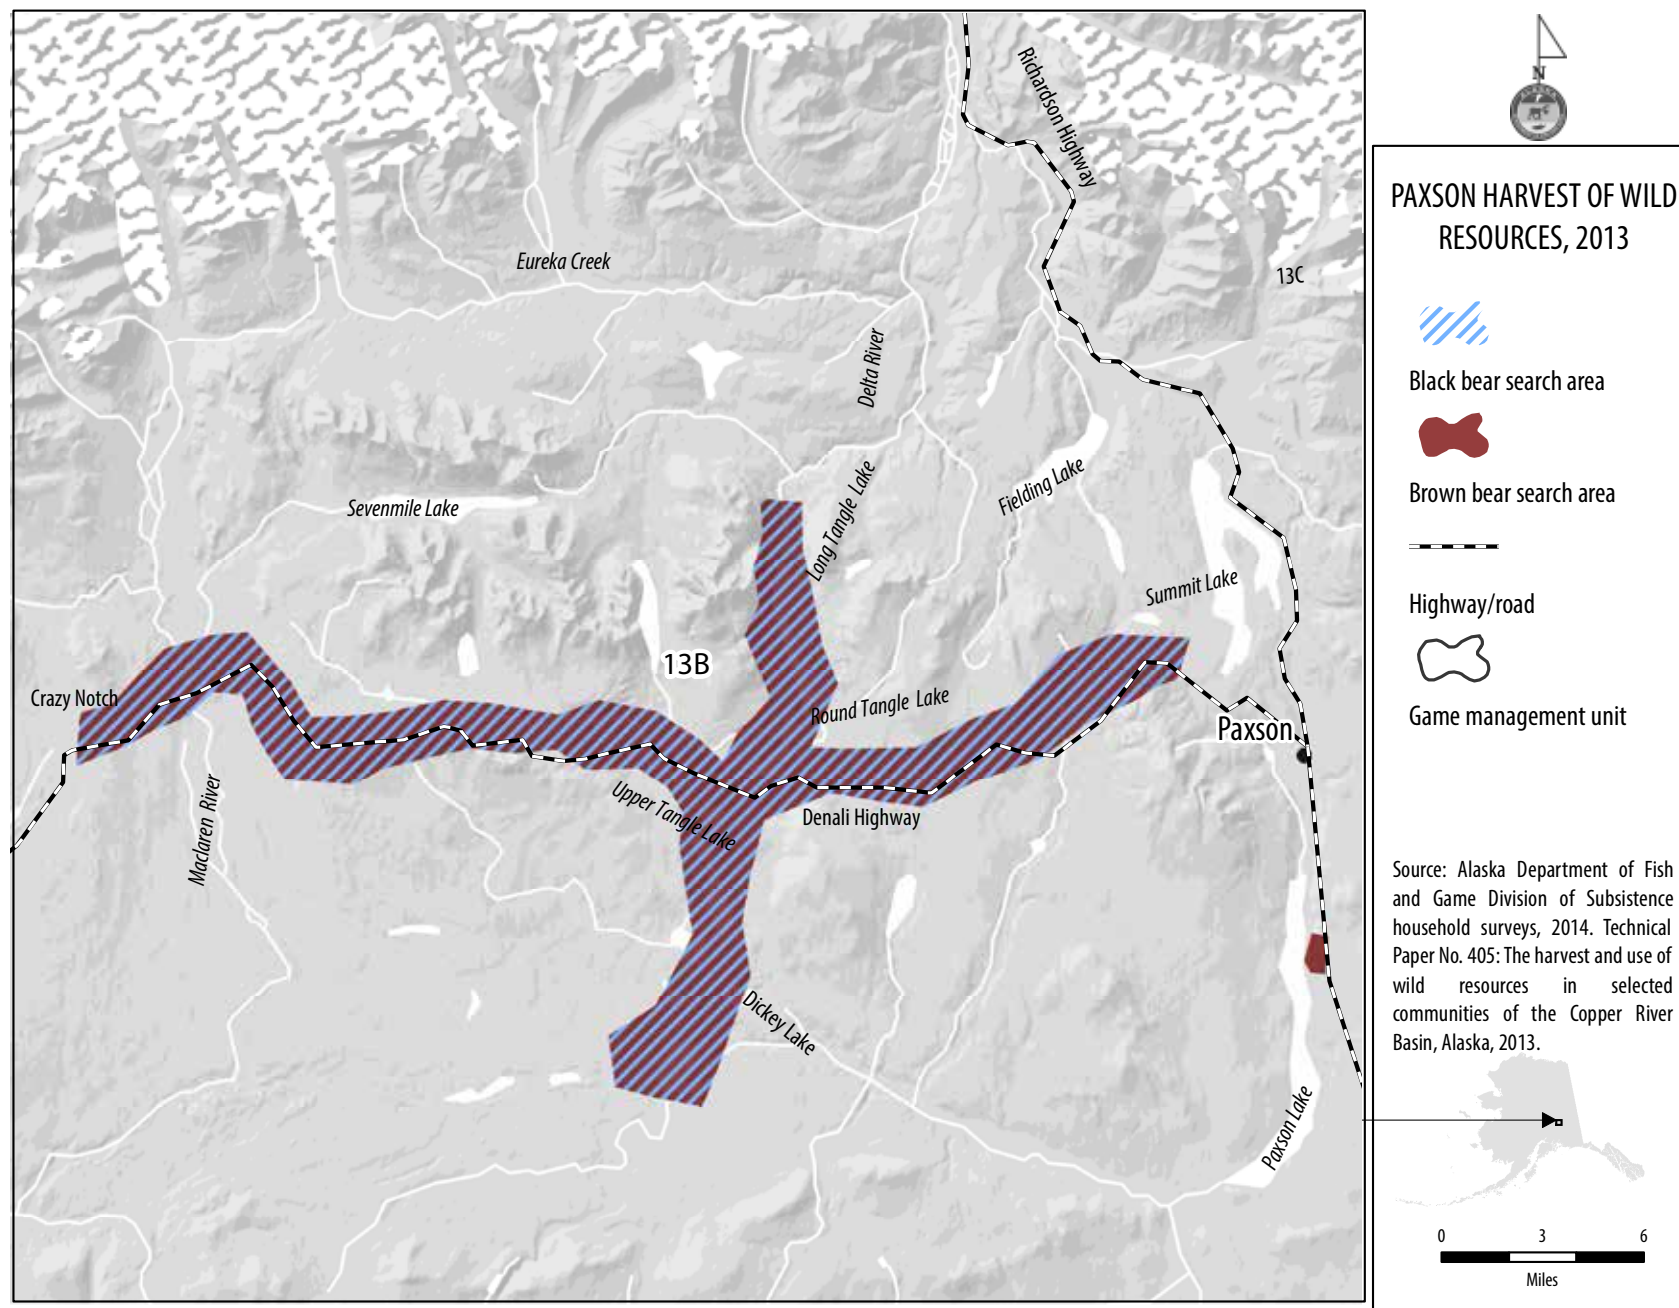 Richardson Highway
Eureka Creek
13C
Delta River
Long Tangle Lake
Fielding Lake
Sevenmile Lake
Summit Lake
13B
Crazy Notch
Round Tangle Lake
Paxson
Maclaren River
Upper Tangle Lake
Denali Highway
Dickey Lake
Paxson Lake
N
PAXSON HARVEST OF WILD
RESOURCES, 2013
Black bear search area
Brown bear search area
Highway/road
Game management unit
Source: Alaska Department of Fish
and Game Division of Subsistence
household surveys, 2014. Technical
Paper No. 405: The harvest and use of
wild resources in selected
communities of the Copper River
Basin, Alaska, 2013.
0 3 6
Miles